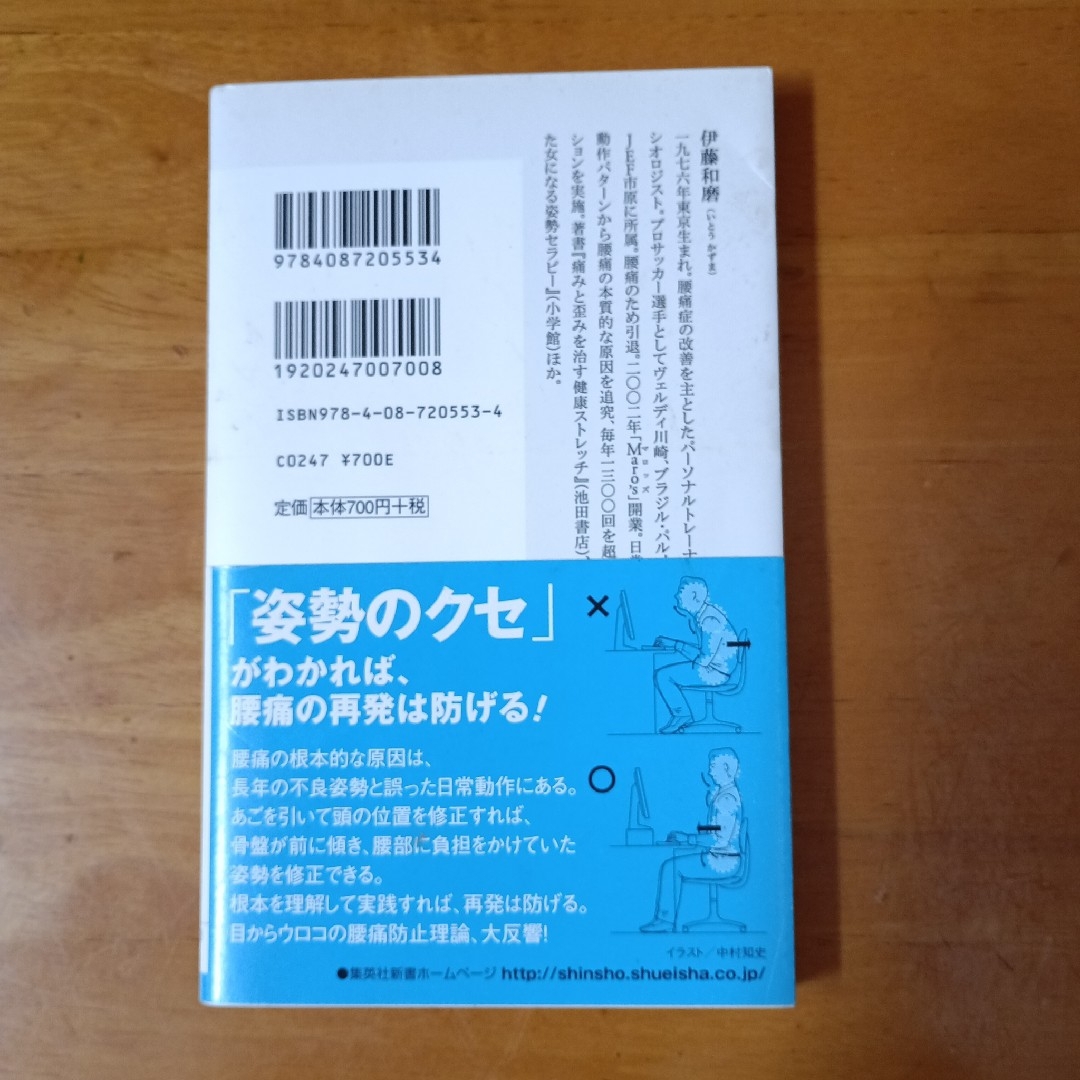 伊藤和磨（いとう かずま）
一九七六年東京生まれ。腰痛症の改善を主としたパーソナルトレーナ
シオロジスト。プロサッカー選手としてヴェルディ川崎、ブラジル・パル
JEF市原に所属。腰痛のため引退。二〇〇二年「Maro's」開業。日
マロッズ
動作パターンから腰痛の本質的な原因を追究、毎年一三〇〇回を超
ションを実施。著書『痛みと歪みを治す健康ストレッチ』（池田書店）、
た女になる姿勢セラピー』（小学館）ほか。
9784087205534
1920247007008
ISBN978-4-08-720553-4
C0247 ¥700E
定価 本体700円+税
「姿勢のクセ」
がわかれば、
腰痛の再発は防げる!
腰痛の根本的な原因は、
長年の不良姿勢と誤った日常動作にある。
あごを引いて頭の位置を修正すれば、
骨盤が前に傾き、腰部に負担をかけていた
姿勢を修正できる。
根本を理解して実践すれば、再発は防げる。
目からウロコの腰痛防止理論、大反響!
×
○
イラスト／中村知史
●集英社新書ホームページ http://shinsho.shueisha.co.jp/